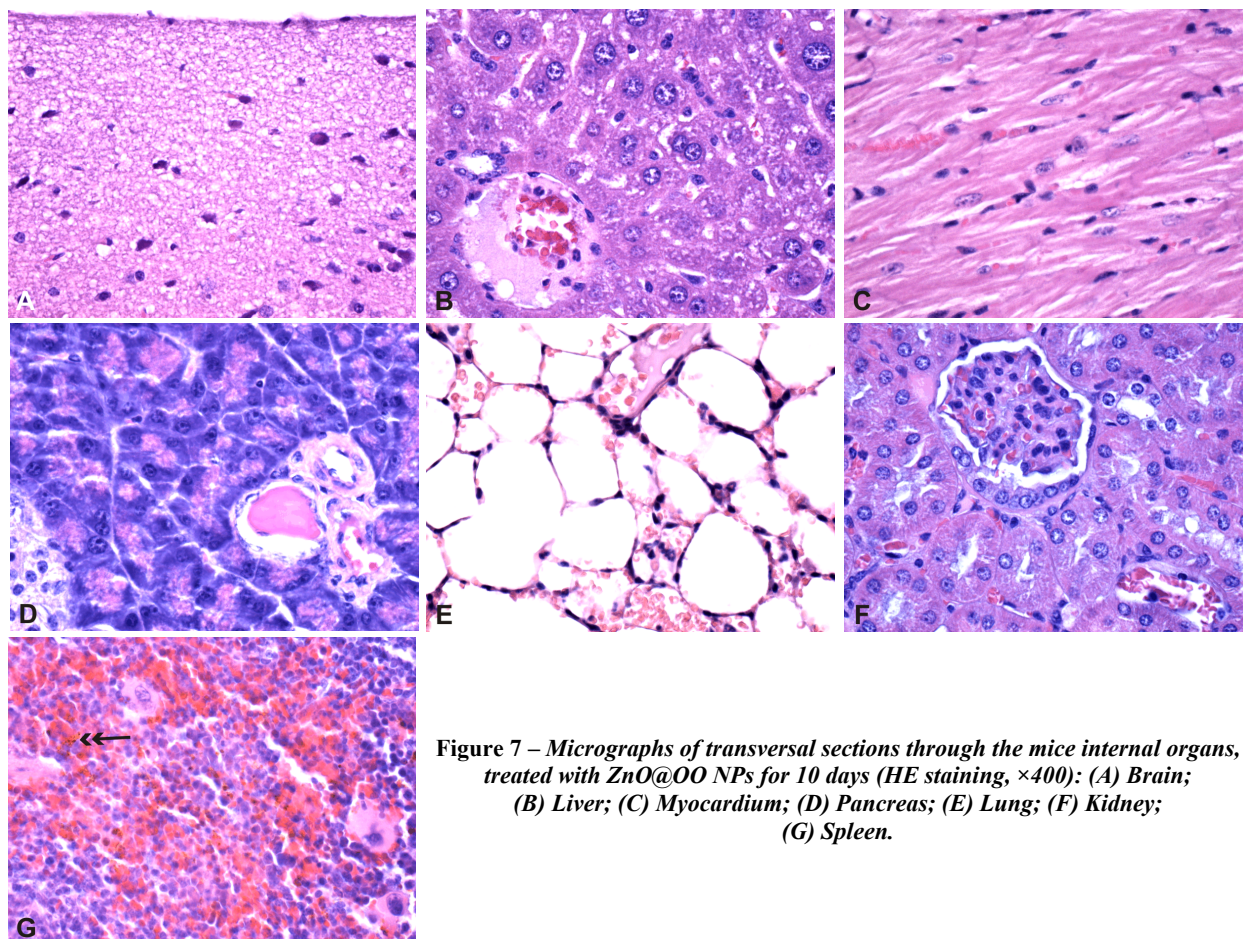 A
B
C
D
E
F
G
Figure 7 – Micrographs of transversal sections through the mice internal organs,
treated with ZnO@OO NPs for 10 days (HE staining, ×400): (A) Brain;
(B) Liver; (C) Myocardium; (D) Pancreas; (E) Lung; (F) Kidney;
(G) Spleen.